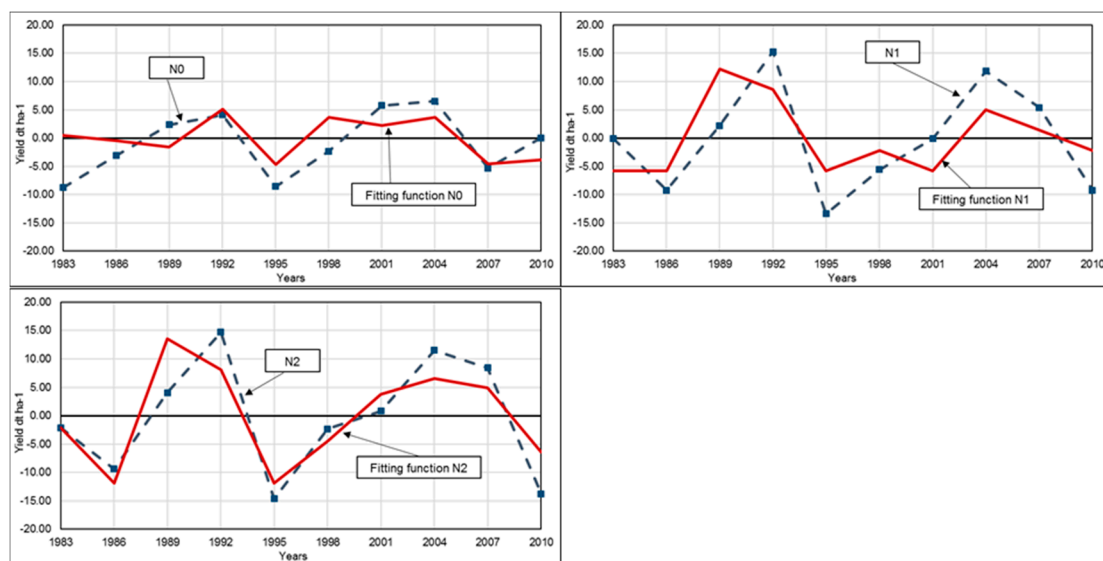 20.00
15.00
10.00
5.00
0.00
-5.00
-10.00
-15.00
-20.00
Yield dt ha-1
N0
Fitting function N0
1983 1986 1989 1992 1995 1998 2001 2004 2007 2010
Years
20.00
15.00
10.00
5.00
0.00
-5.00
-10.00
-15.00
-20.00
Yield dt ha-1
N1
Fitting function N1
1983 1986 1989 1992 1995 1998 2001 2004 2007 2010
Years
20.00
15.00
10.00
5.00
0.00
-5.00
-10.00
-15.00
-20.00
Yield dt ha-1
N2
Fitting function N2
1983 1986 1989 1992 1995 1998 2001 2004 2007 2010
Years